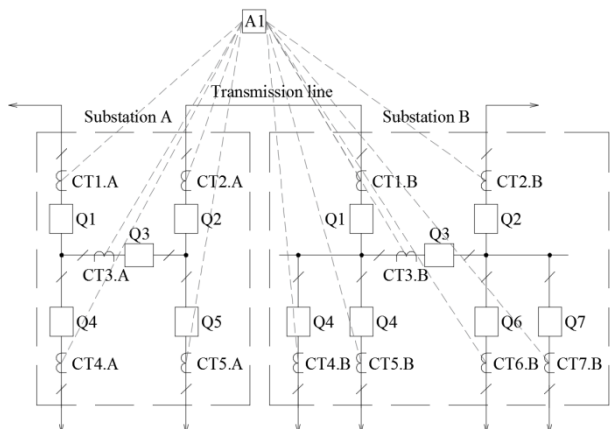 A1
Transmission line
Substation A
Substation B
CT1.A
CT2.A
CT1.B
CT2.B
Q1
Q2
Q1
Q2
Q3
Q3
CT3.A
CT3.B
Q4
Q5
Q4
Q4
Q6
Q7
CT4.A
CT5.A
CT4.B
CT5.B
CT6.B
CT7.B